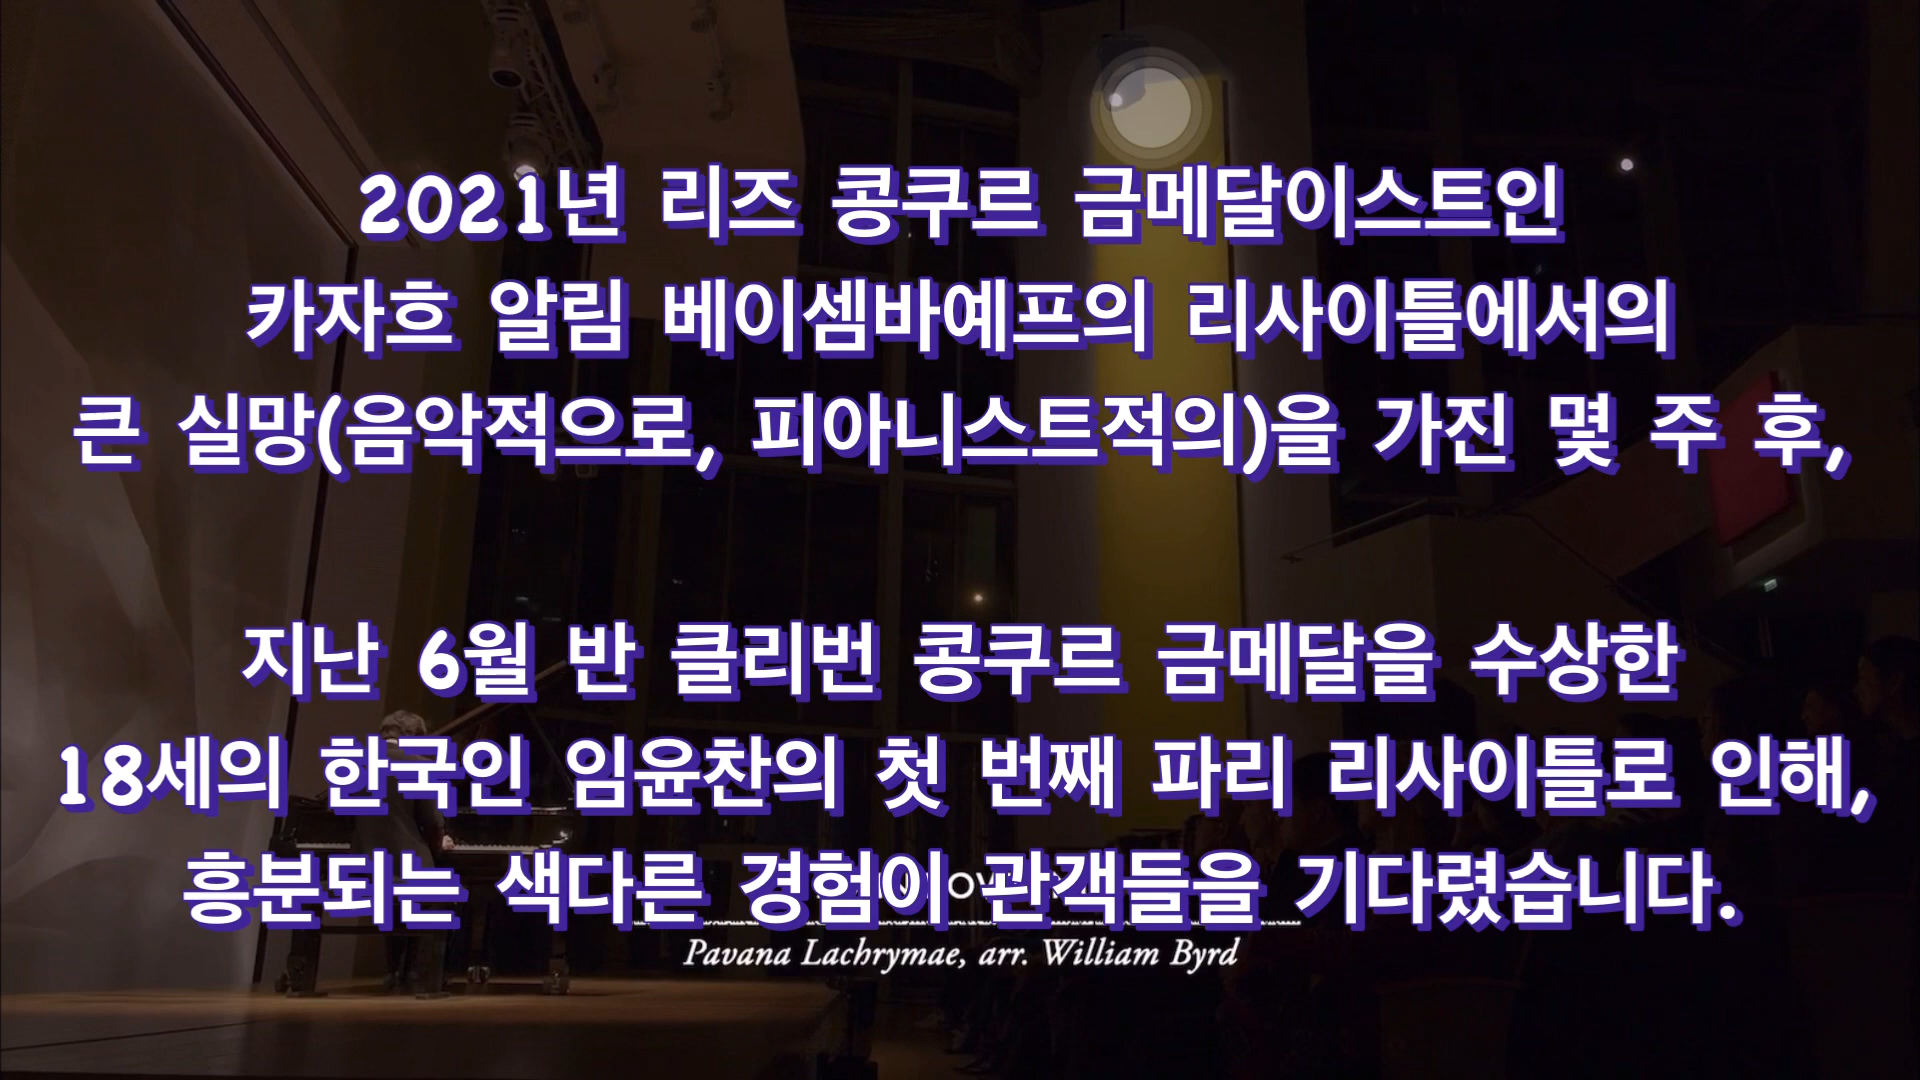 2021년 리즈 콩쿠르 금메달이스트인
카자흐 알림 베이셈바예프의 리사이틀에서의
큰 실망(음악적으로, 피아니스트적의)을 가진 몇 주 후,
지난 6월 반 클리번 콩쿠르 금메달을 수상한
18세의 한국인 임윤찬의 첫 번째 파리 리사이틀로 인해,
흥분되는 색다른 경험이 관객들을 기다렸습니다.
Pavana Lachrymae, arr. William Byrd